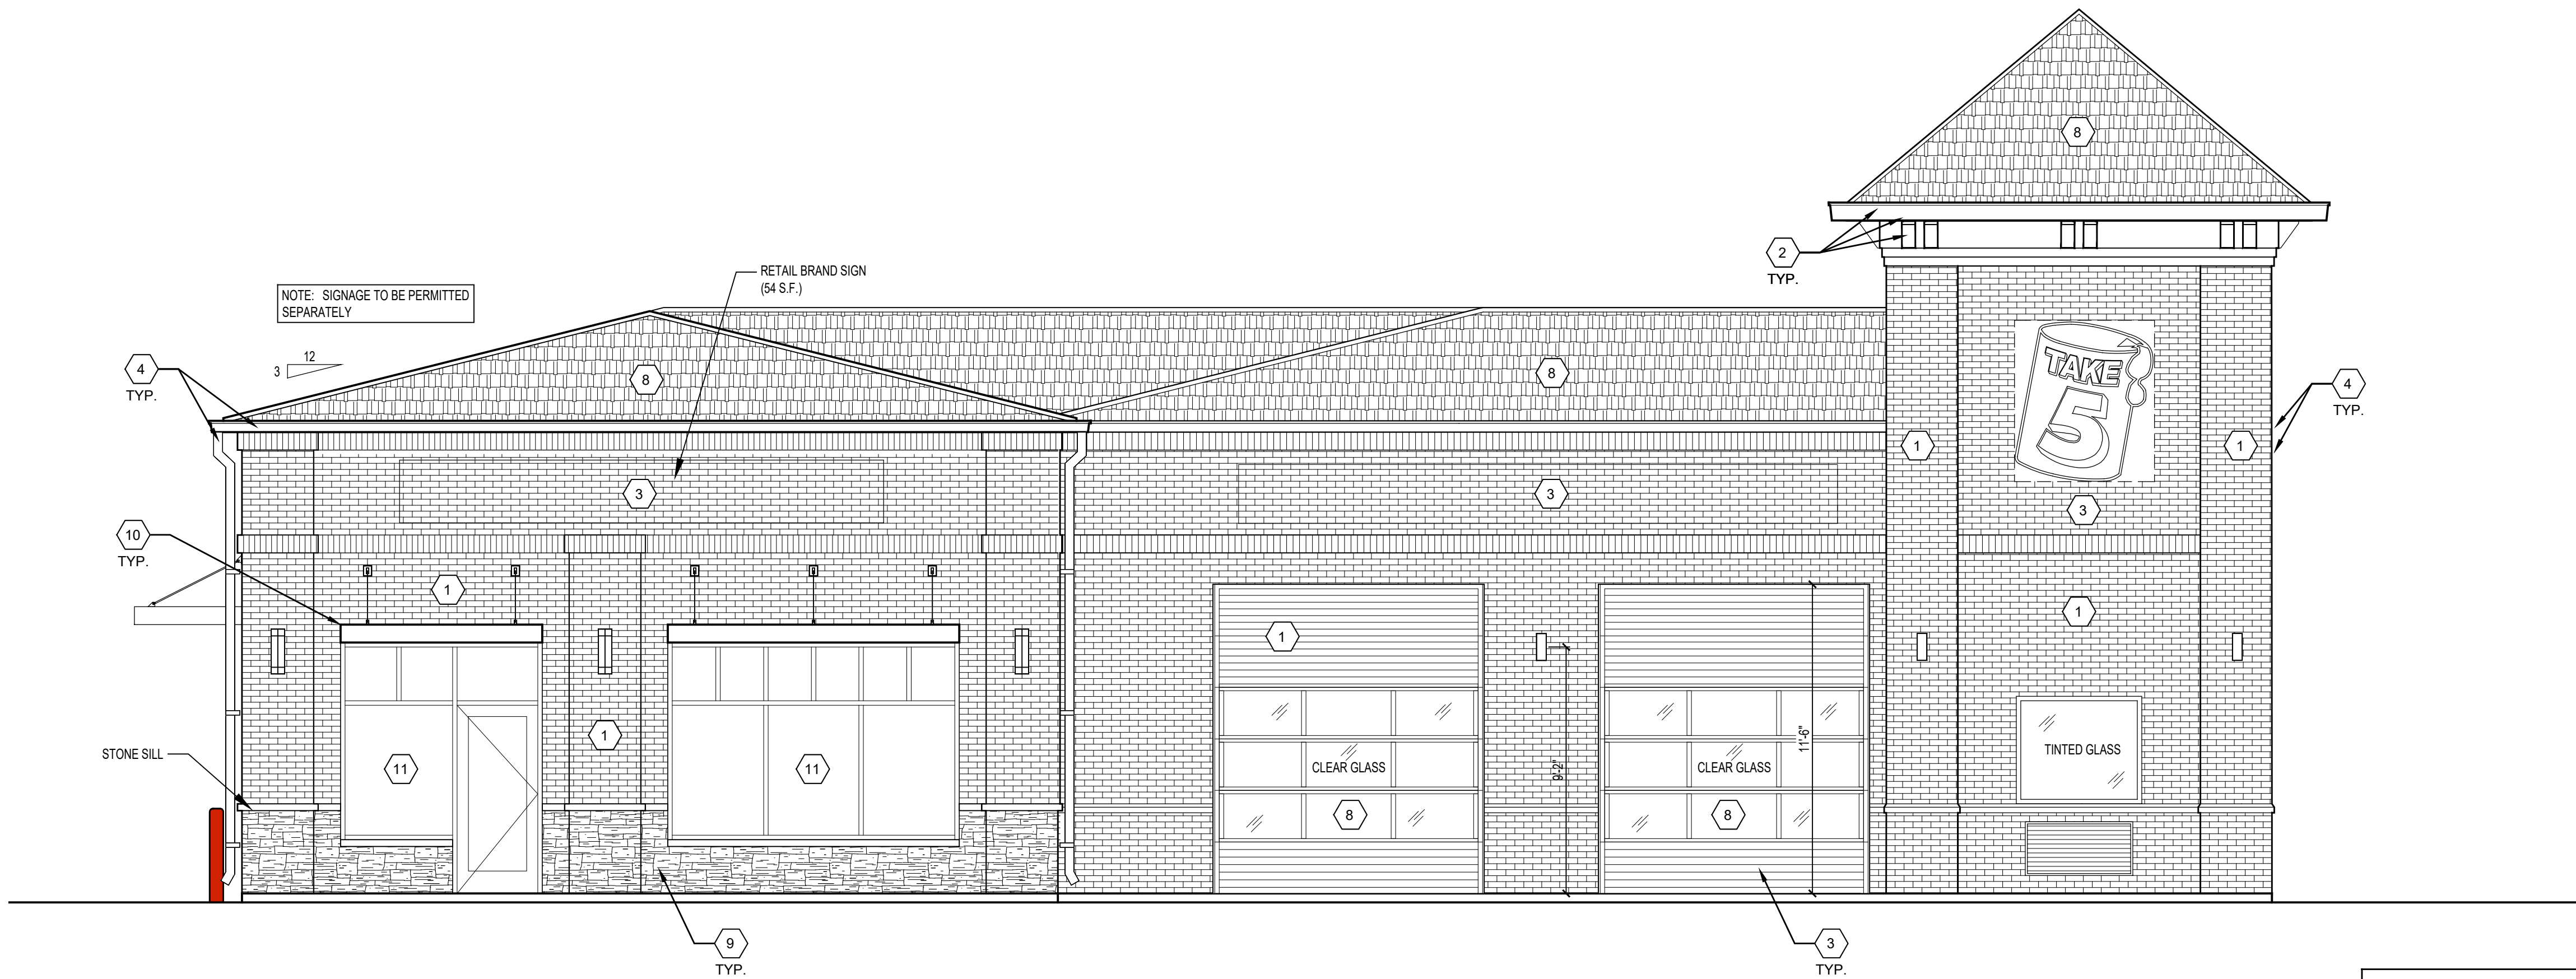 8
2
TYP.
RETAIL BRAND SIGN
(54 S.F.)
NOTE: SIGNAGE TO BE PERMITTED
SEPARATELY
12
3
4
TYP.
8
8
TAKE
5
4
TYP.
1
1
3
3
3
10
TYP.
1
1
1
STONE SILL
1
11
11
CLEAR GLASS
8
9'-2"
CLEAR GLASS
8
11'-6"
TINTED GLASS
9
TYP.
3
TYP.